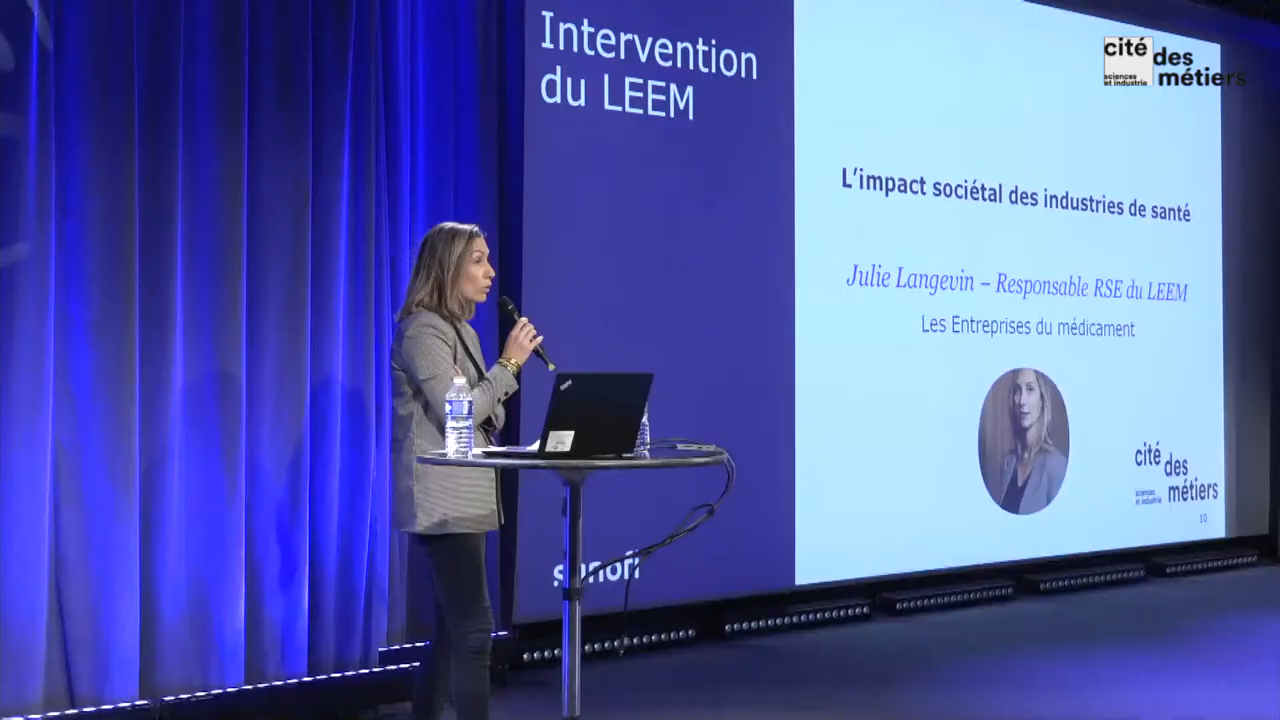 Intervention
du LEEM
cité
des
sciences
et industrie
métiers
L'impact sociétal des industries de santé
Julie Langevin – Responsable RSE du LEEM
Les Entreprises du médicament
cité
des
sciences
et industrie
métiers
10
sanofi